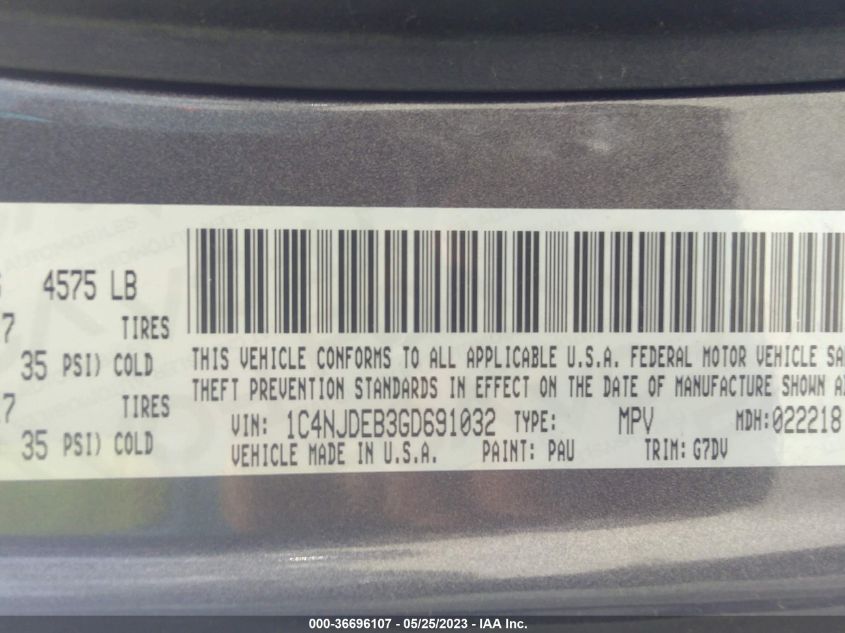 4575 LB
7 TIRES
35 PSI) COLD
7 TIRES
35 PSI) COLD
THIS VEHICLE CONFORMS TO ALL APPLICABLE U.S.A. FEDERAL MOTOR VEHICLE SA
THEFT PREVENTION STANDARDS IN EFFECT ON THE DATE OF MANUFACTURE SHOWN A
VIN: 1C4NJDEB3GD691032 TYPE: MPV MDH:022218
VEHICLE MADE IN U.S.A. PAINT: PAU TRIM: G7DV
000-36696107 - 05/25/2023 - IAA Inc.